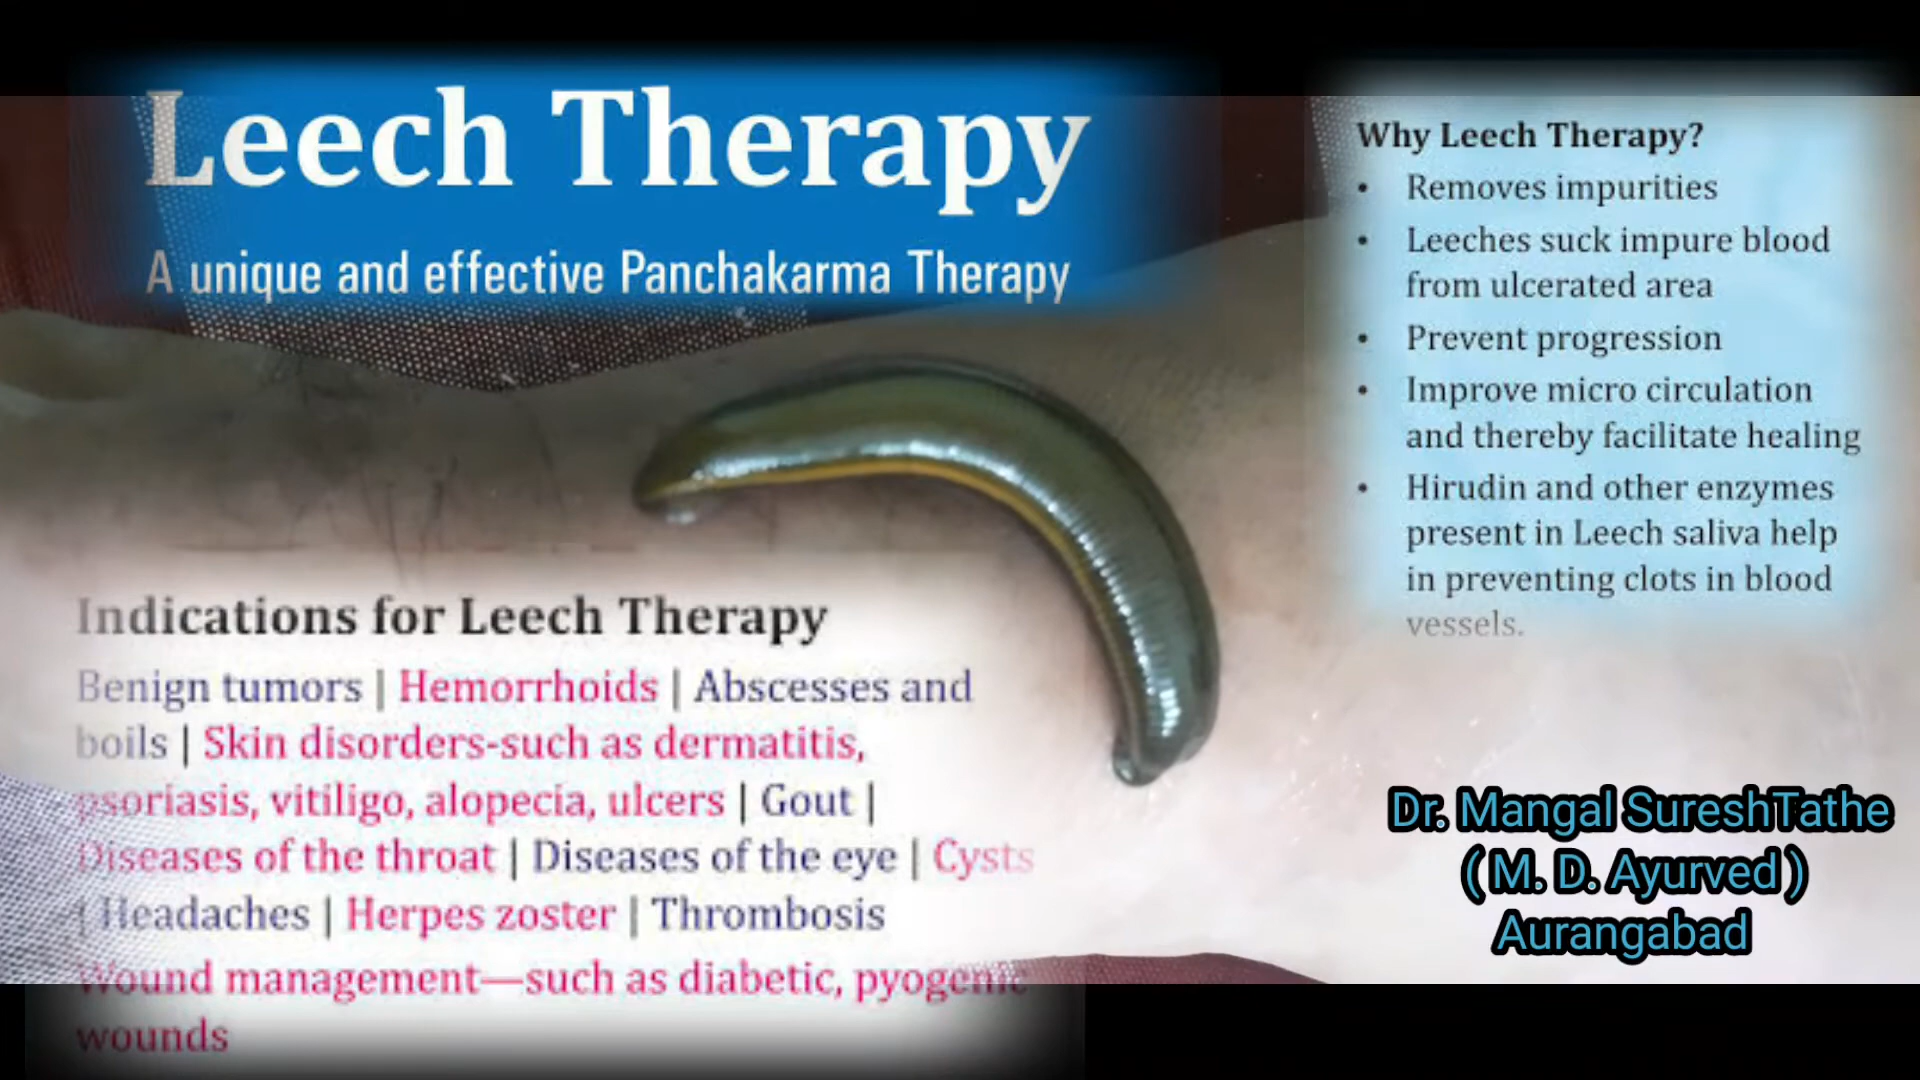 Leech Therapy
A unique and effective Panchakarma Therapy
Why Leech Therapy?
• Removes impurities
• Leeches suck impure blood
from ulcerated area
• Prevent progression
• Improve micro circulation
and thereby facilitate healing
• Hirudin and other enzymes
present in Leech saliva help
in preventing clots in blood
vessels.
Indications for Leech Therapy
Benign tumors | Hemorrhoids | Abscesses and
boils | Skin disorders-such as dermatitis,
psoriasis, vitiligo, alopecia, ulcers | Gout |
Diseases of the throat | Diseases of the eye | Cysts
| Headaches | Herpes zoster | Thrombosis
Wound management—such as diabetic, pyogenic
wounds
Dr. Mangal SureshTathe
( M. D. Ayurved )
Aurangabad